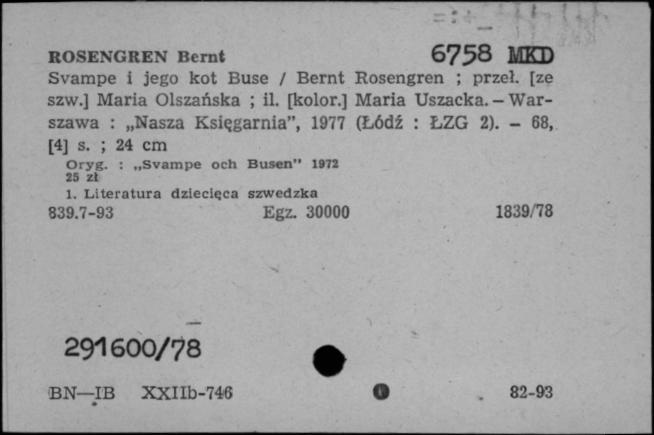 ROSENGREN Bernt 6758 MKD
Svampe i jego kot Buse / Bernt Rosengren ; przeł. [ze
szw.] Maria Olszańska ; il. [kolor.] Maria Uszacka. — War-
szawa : „Nasza Księgarnia”, 1977 (Łódź : ŁZG 2). — 68,
[4] s. ; 24 cm
Oryg. : „Svampe och Busen” 1972
25 zł
1. Literatura dziecięca szwedzka
839.7-93 Egz. 30000 1839/78
291600/78
BN—IB XXIIb-746 82-93